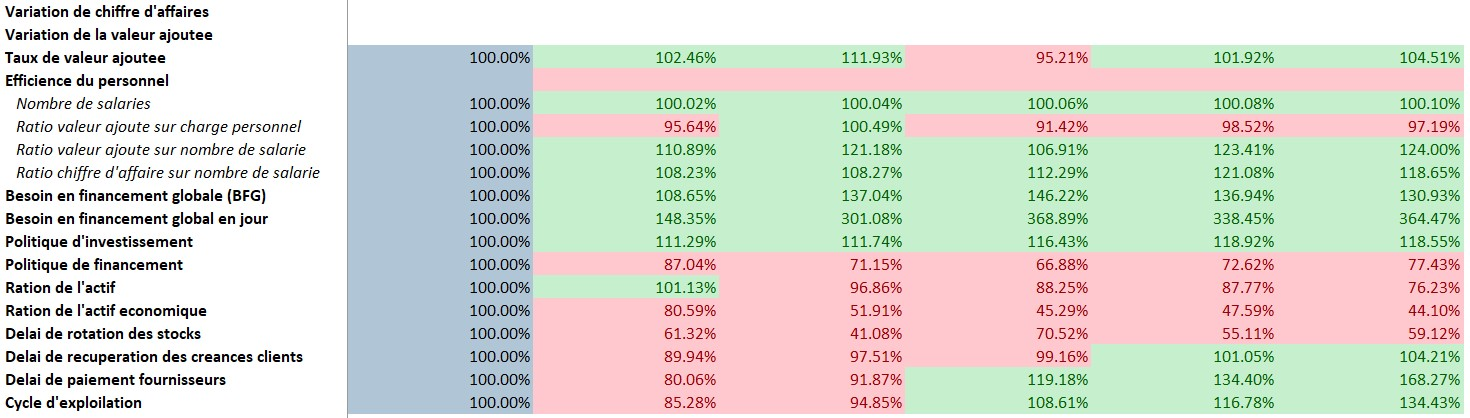 Variation de chiffre d'affaires
Variation de la valeur ajoutee
Taux de valeur ajoutee 100.00% 102.46% 111.93% 95.21% 101.92% 104.51%
Efficience du personnel
Nombre de salaries 100.00% 100.02% 100.04% 100.06% 100.08% 100.10%
Ratio valeur ajoute sur charge personnel 100.00% 95.64% 100.49% 91.42% 98.52% 97.19%
Ratio valeur ajoute sur nombre de salarie 100.00% 110.89% 121.18% 106.91% 123.41% 124.00%
Ratio chiffre d'affaire sur nombre de salarie 100.00% 108.23% 108.27% 112.29% 121.08% 118.65%
Besoin en financement globale (BFG) 100.00% 108.65% 137.04% 146.22% 136.94% 130.93%
Besoin en financement global en jour 100.00% 148.35% 301.08% 368.89% 338.45% 364.47%
Politique d'investissement 100.00% 111.29% 111.74% 116.43% 118.92% 118.55%
Politique de financement 100.00% 87.04% 71.15% 66.88% 72.62% 77.43%
Ration de l'actif 100.00% 101.13% 96.86% 88.25% 87.77% 76.23%
Ration de l'actif economique 100.00% 80.59% 51.91% 45.29% 47.59% 44.10%
Delai de rotation des stocks 100.00% 61.32% 41.08% 70.52% 55.11% 59.12%
Delai de recuperation des creances clients 100.00% 89.94% 97.51% 99.16% 101.05% 104.21%
Delai de paiement fournisseurs 100.00% 80.06% 91.87% 119.18% 134.40% 168.27%
Cycle d'exploilation 100.00% 85.28% 94.85% 108.61% 116.78% 134.43%